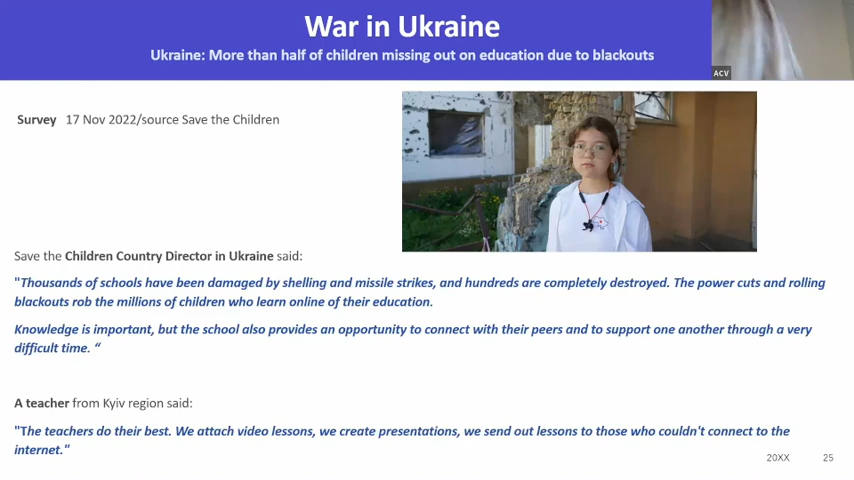 War in Ukraine
Ukraine: More than half of children missing out on education due to blackouts
ACV
Survey 17 Nov 2022/source Save the Children
Save the Children Country Director in Ukraine said:
"Thousands of schools have been damaged by shelling and missile strikes, and hundreds are completely destroyed. The power cuts and rolling
blackouts rob the millions of children who learn online of their education.
Knowledge is important, but the school also provides an opportunity to connect with their peers and to support one another through a very
difficult time. “
A teacher from Kyiv region said:
"The teachers do their best. We attach video lessons, we create presentations, we send out lessons to those who couldn't connect to the
internet."
20XX 25